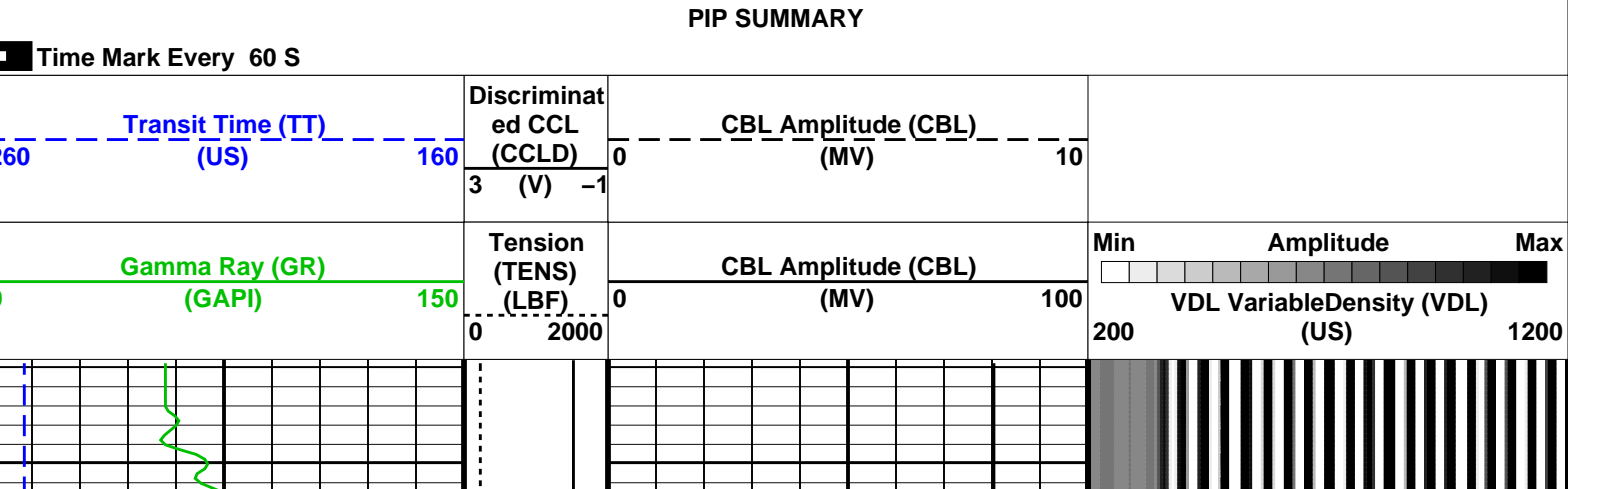 PIP SUMMARY
Time Mark Every 60 S
Transit Time (TT)
(US) 160
Discriminat
ed CCL
(CCLD)
3 (V) –1
CBL Amplitude (CBL)
0 (MV) 10
Gamma Ray (GR)
(GAPI) 150
Tension
(TENS)
(LBF)
0 2000
CBL Amplitude (CBL)
0 (MV) 100
Min Amplitude Max
VDL VariableDensity (VDL)
200 (US) 1200